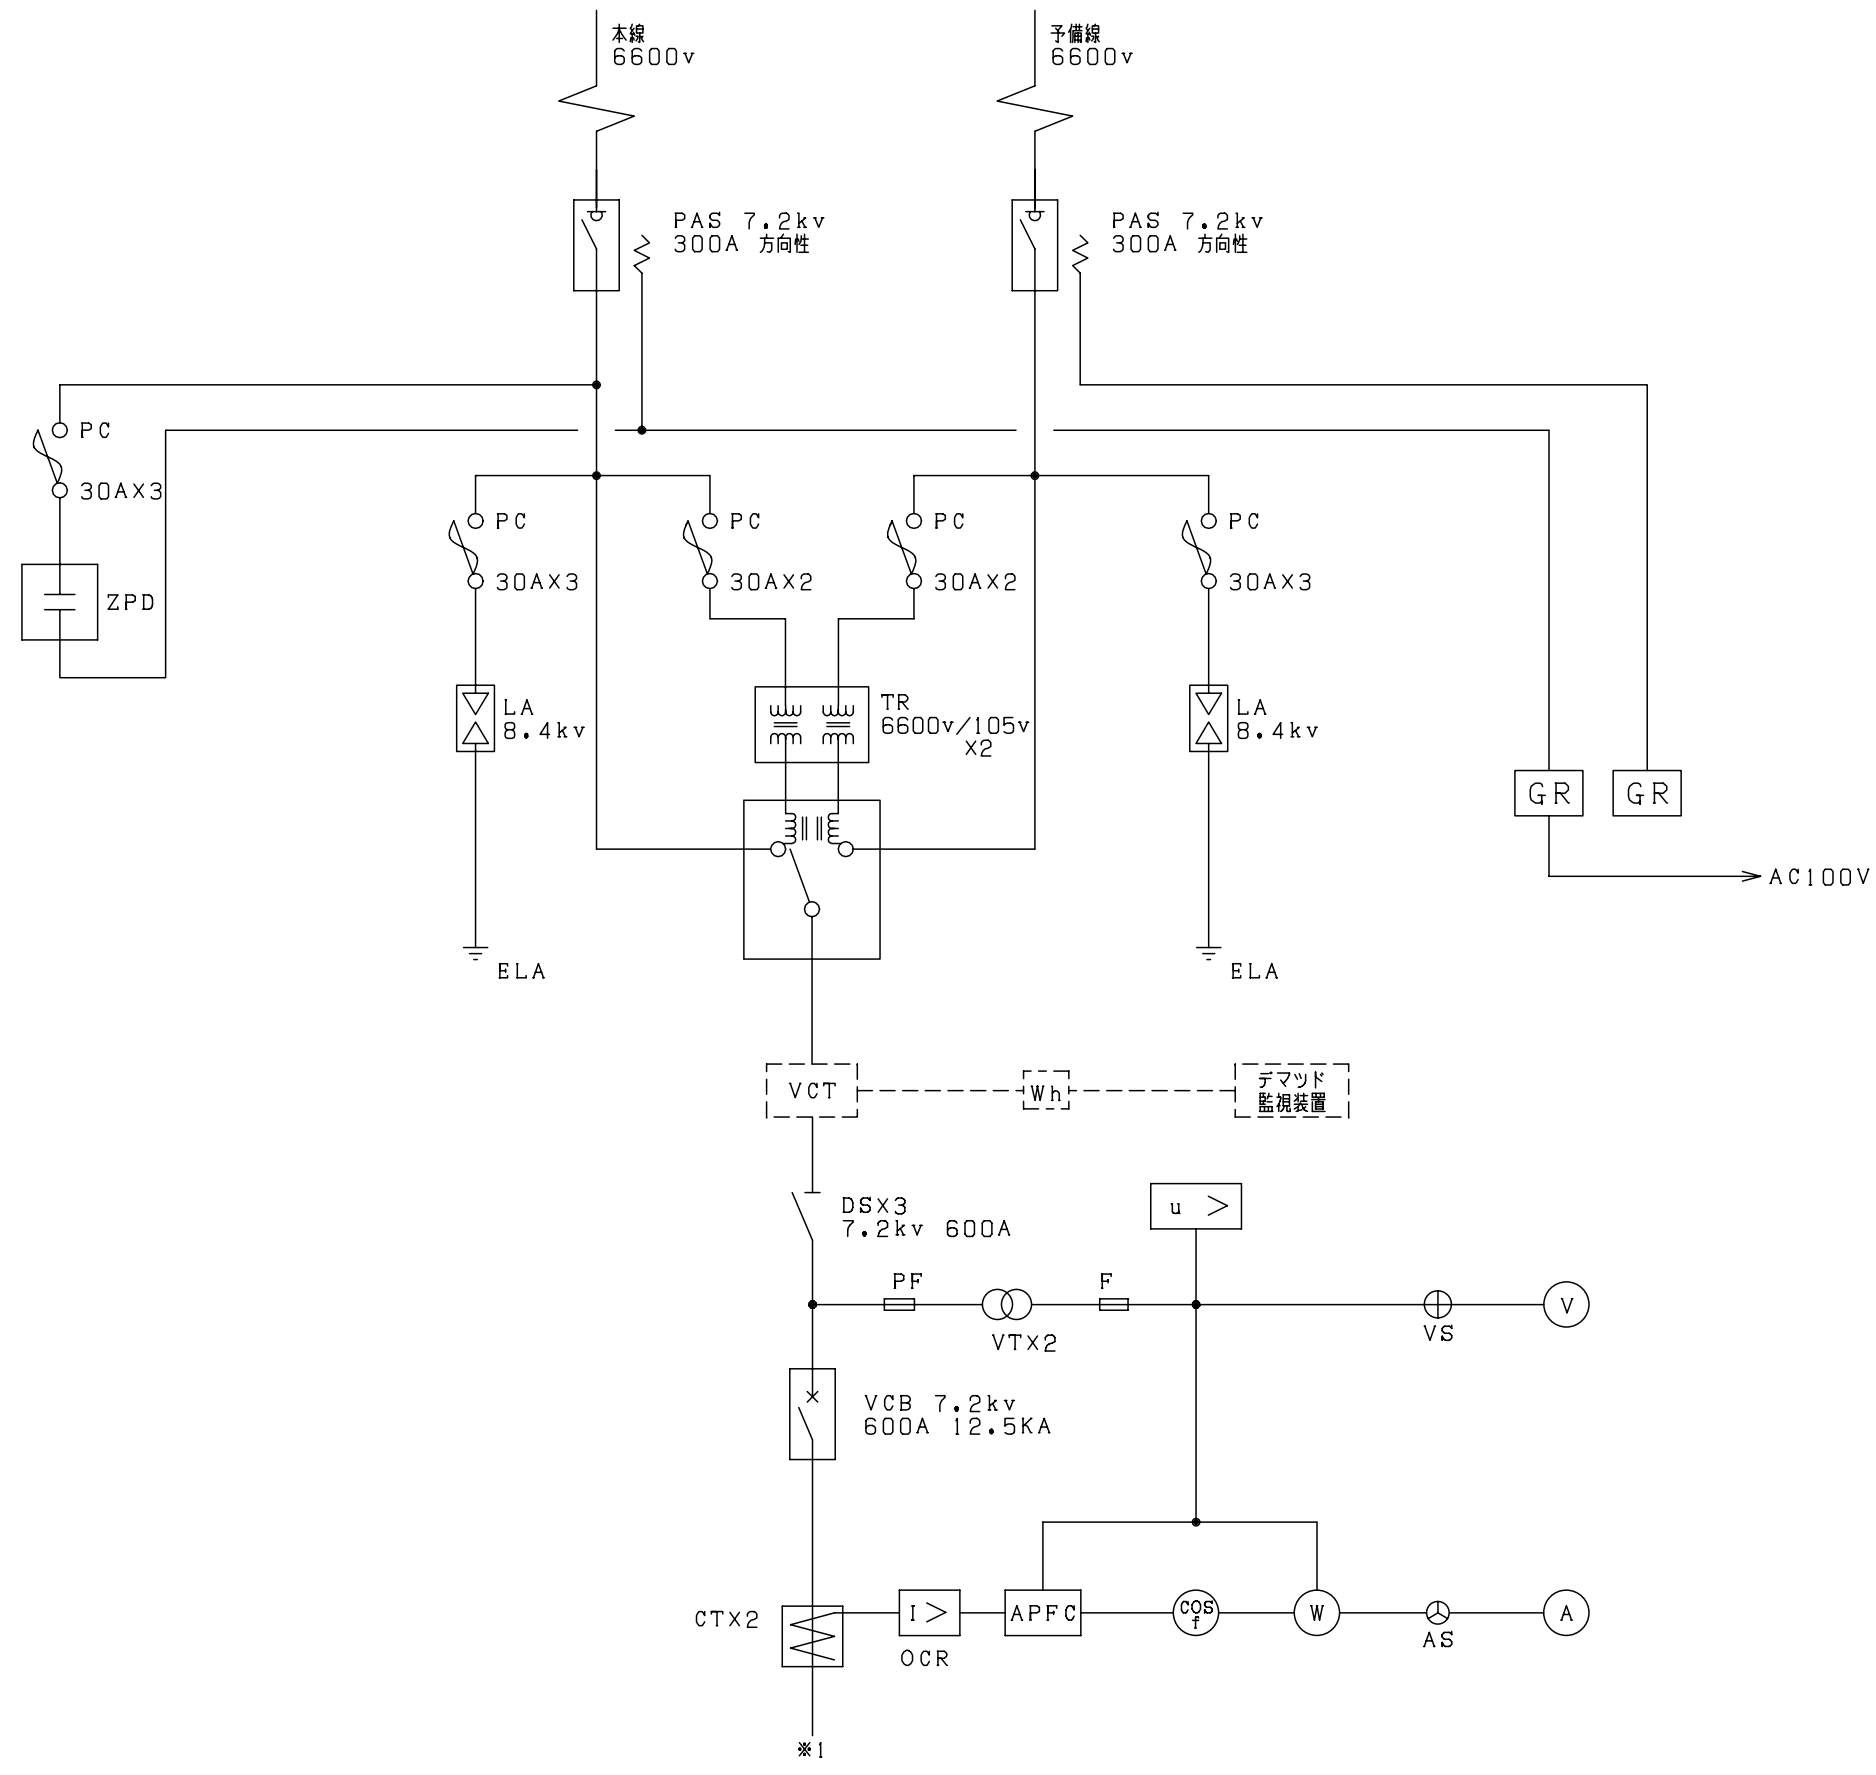 本線
6600v
予備線
6600v
PAS 7.2kv
300A 方向性
PAS 7.2kv
300A 方向性
PC
30AX3
ZPD
PC
30AX3
PC
30AX2
PC
30AX2
PC
30AX3
LA
8.4kv
TR
6600v/105v
X2
LA
8.4kv
GR
GR
AC100V
ELA
ELA
VCT
Wh
デマッド
監視装置
DSX3
7.2kv 600A
u >
PF
F
VTX2
VS
V
VCB 7.2kv
600A 12.5KA
CTX2
I >
OCR
APFC
COS
f
W
AS
A
※1